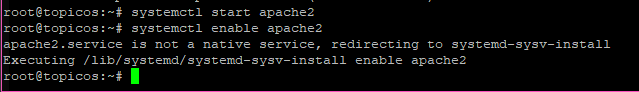 root@topicos:~# systemctl start apache2
root@topicos:~# systemctl enable apache2
apache2.service is not a native service, redirecting to systemd-sysv-install
Executing /lib/systemd/systemd-sysv-install enable apache2
root@topicos:~#